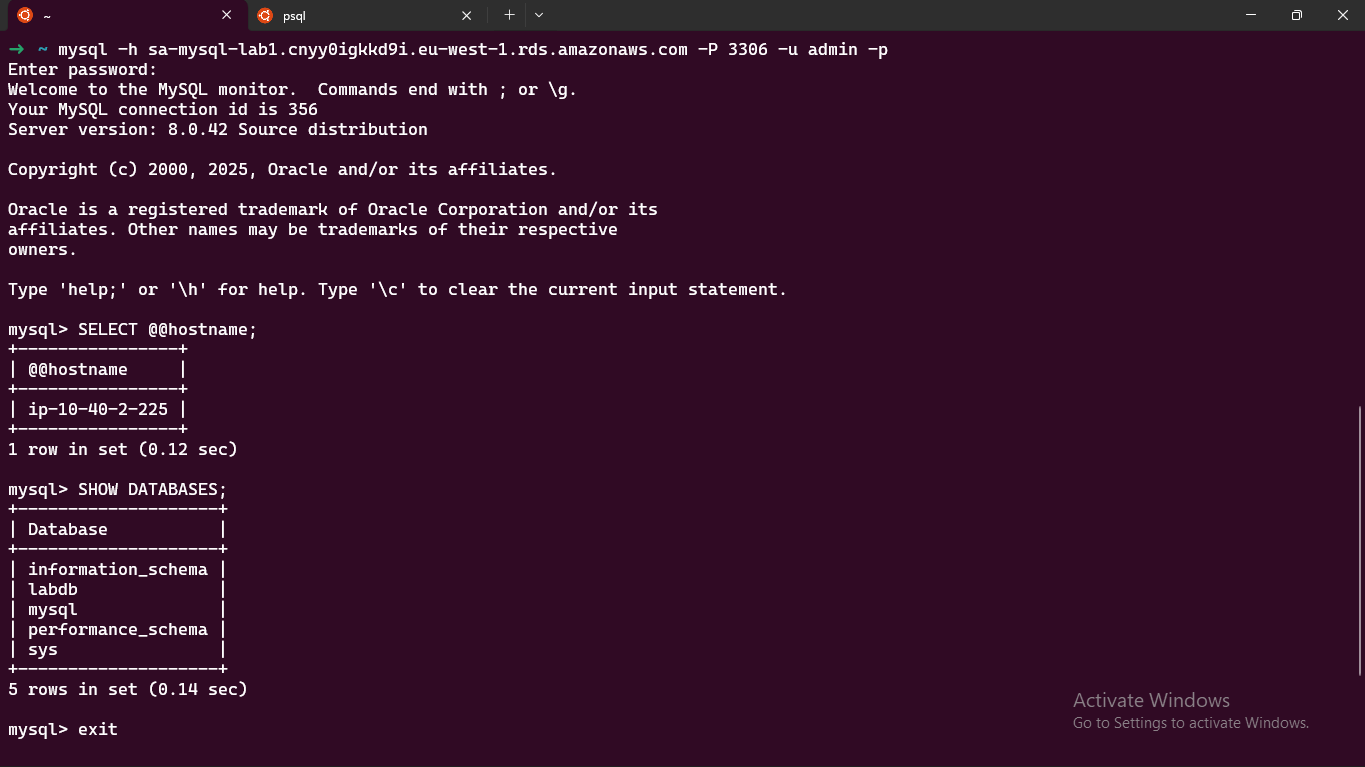 ~
psql
→ ~ mysql -h sa-mysql-lab1.cnyy0igkkd9i.eu-west-1.rds.amazonaws.com -P 3306 -u admin -p
Enter password:
Welcome to the MySQL monitor.  Commands end with ; or \g.
Your MySQL connection id is 356
Server version: 8.0.42 Source distribution

Copyright (c) 2000, 2025, Oracle and/or its affiliates.

Oracle is a registered trademark of Oracle Corporation and/or its
affiliates. Other names may be trademarks of their respective
owners.

Type 'help;' or '\h' for help. Type '\c' to clear the current input statement.

mysql> SELECT @@hostname;
+----------------+
| @@hostname     |
+----------------+
| ip-10-40-2-225 |
+----------------+
1 row in set (0.12 sec)

mysql> SHOW DATABASES;
+--------------------+
| Database           |
+--------------------+
| information_schema |
| labdb              |
| mysql              |
| performance_schema |
| sys                |
+--------------------+
5 rows in set (0.14 sec)

mysql> exit
Activate Windows
Go to Settings to activate Windows.